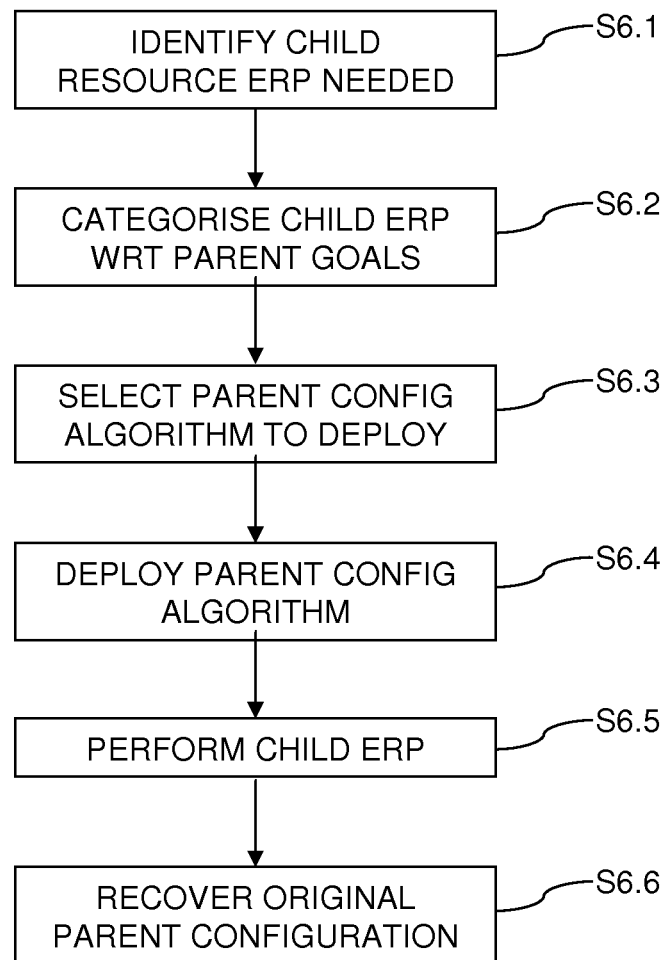 IDENTIFY CHILD
RESOURCE ERP NEEDED
S6.1
CATEGORISE CHILD ERP
WRT PARENT GOALS
S6.2
SELECT PARENT CONFIG
ALGORITHM TO DEPLOY
S6.3
DEPLOY PARENT CONFIG
ALGORITHM
S6.4
PERFORM CHILD ERP
S6.5
RECOVER ORIGINAL
PARENT CONFIGURATION
S6.6